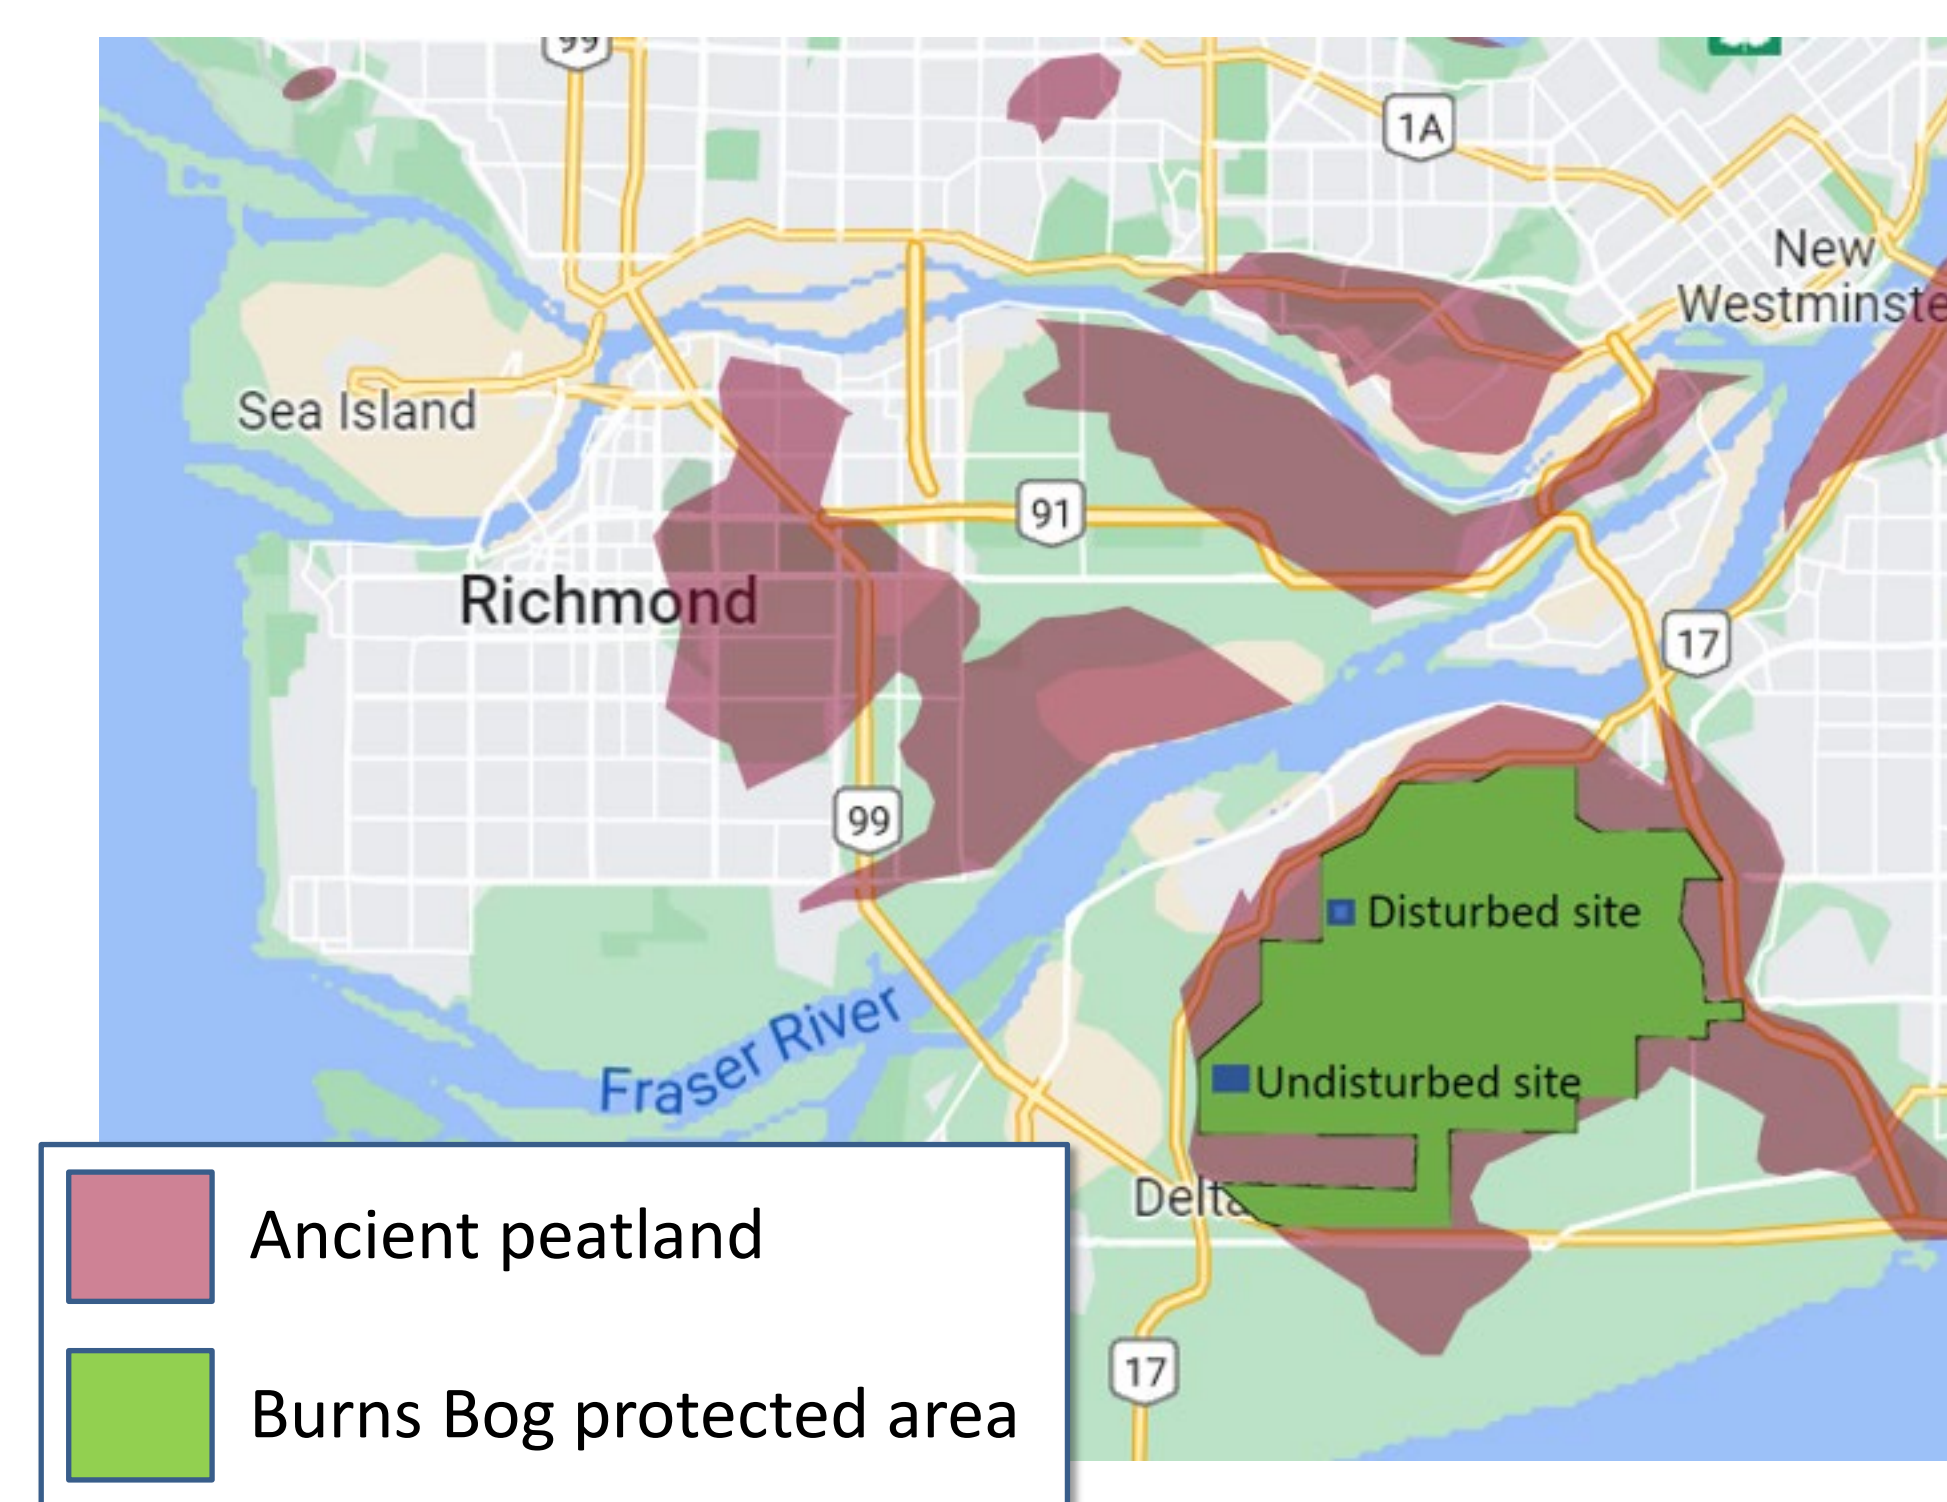 99
1A
New
Westminste
Sea Island
91
Richmond
17
99
Disturbed site
Fraser River
Undisturbed site
Delta
17
Ancient peatland
Burns Bog protected area